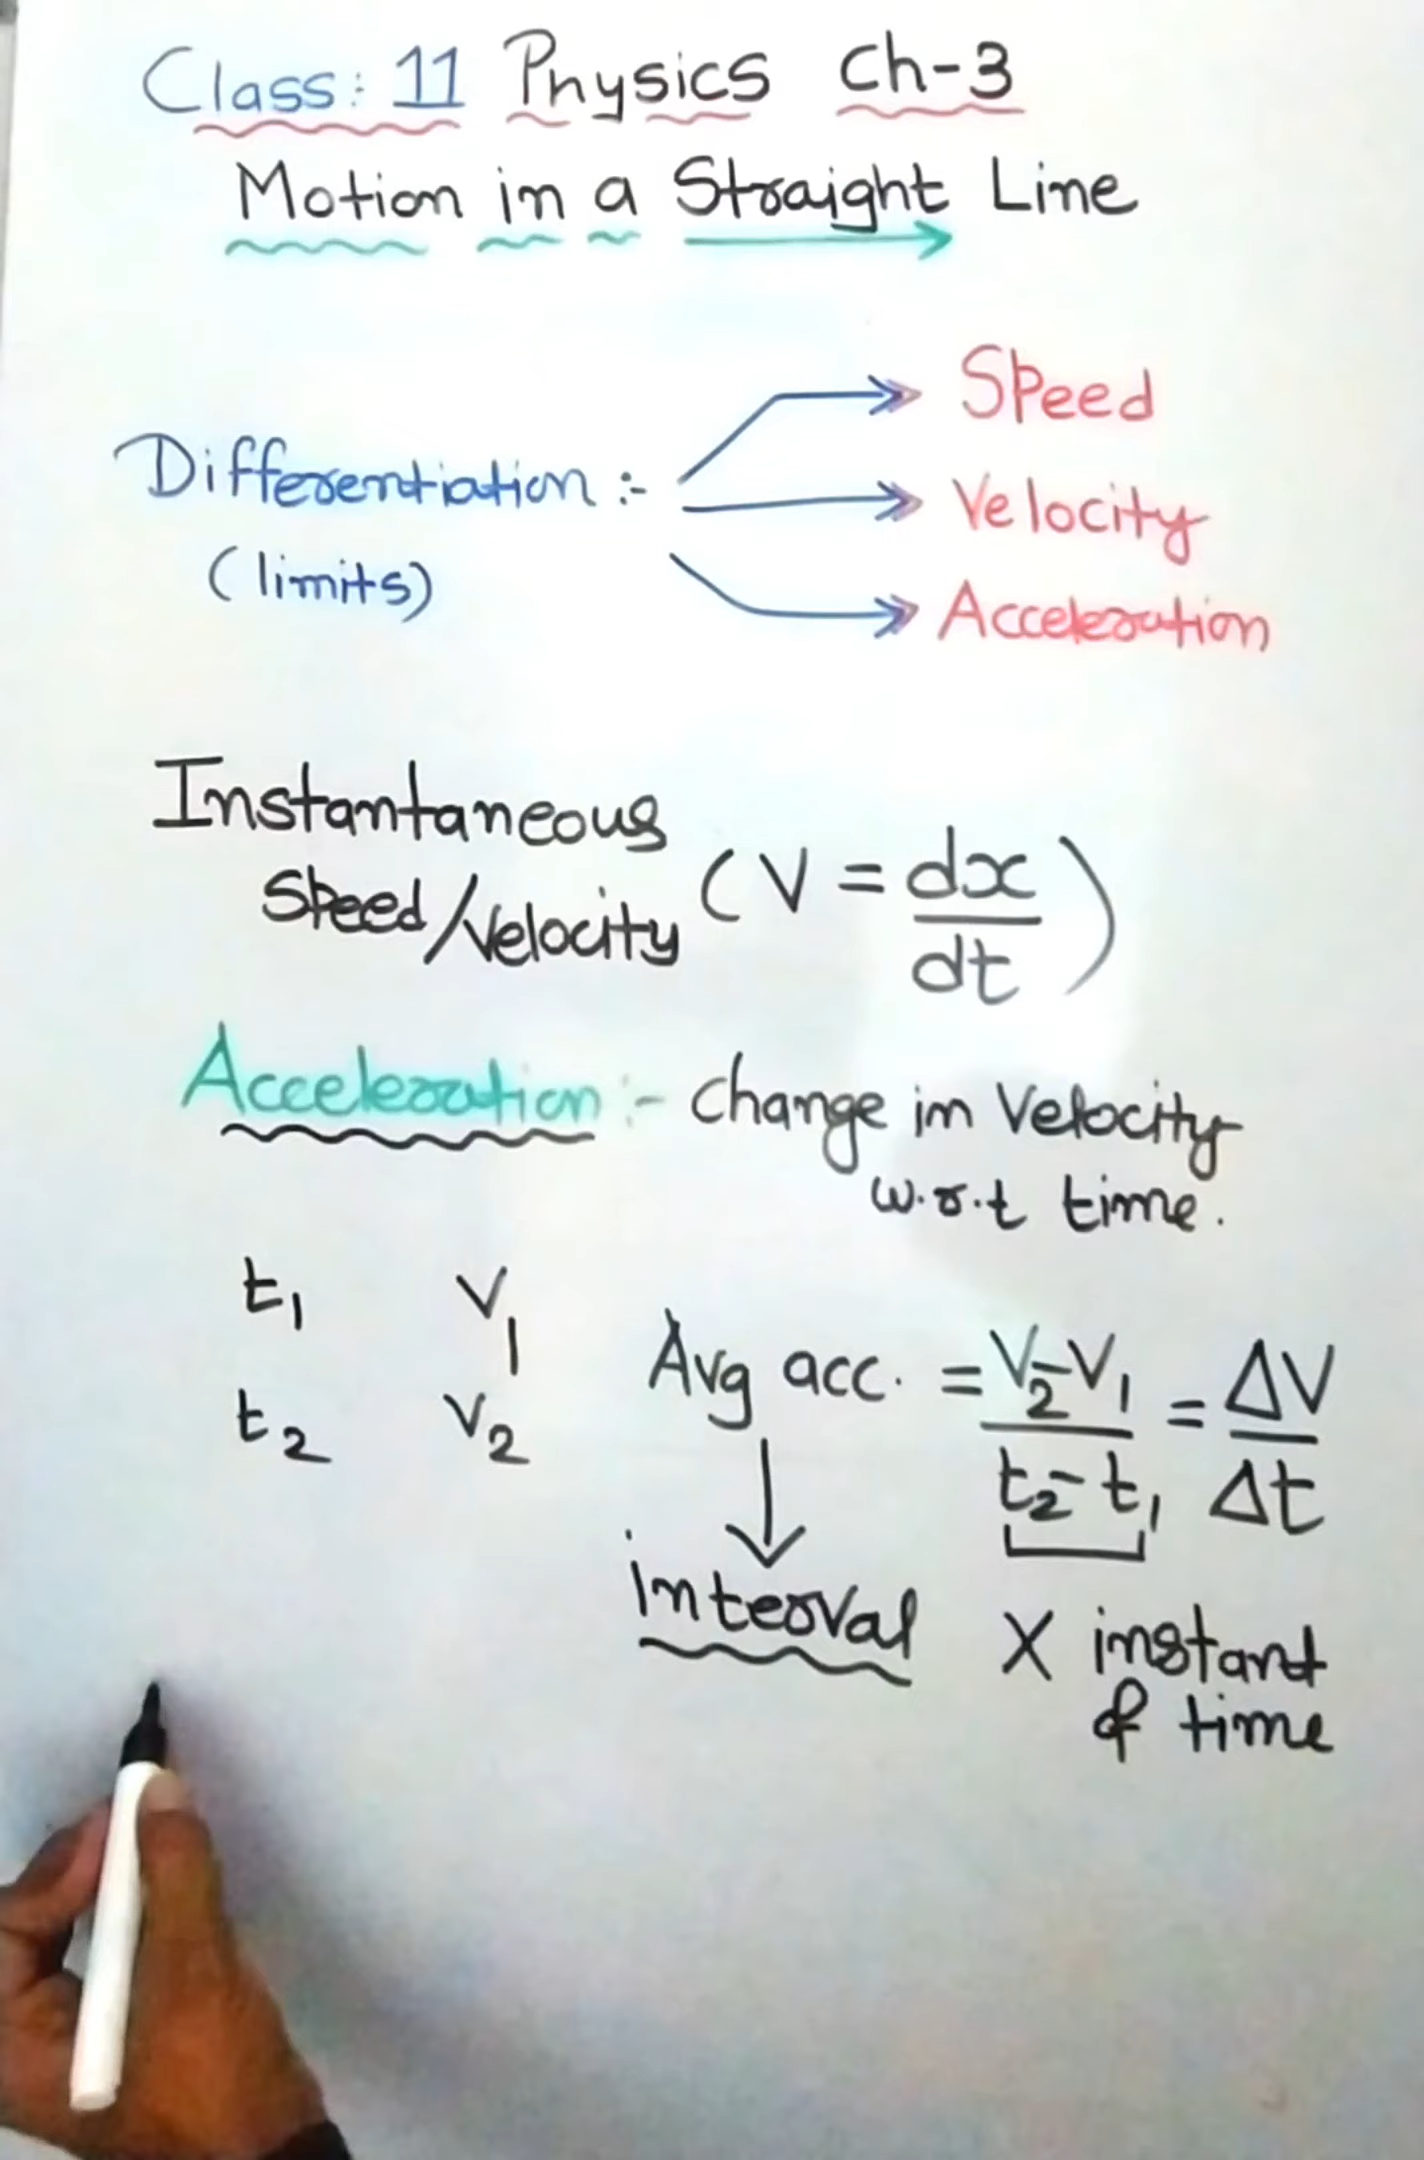 Class: 11 Physics Ch-3
Motion in a Straight Line
Differentiation :-
(limits)
Speed
Velocity
Acceleration
Instantaneous
Speed/Velocity (V = dx/dt)
Acceleration :- Change in Velocity
w.r.t time.
t₁ V₁
t₂ V₂
Avg acc. = V₂-V₁/t₂-t₁ = ΔV/Δt
interval X instant
of time